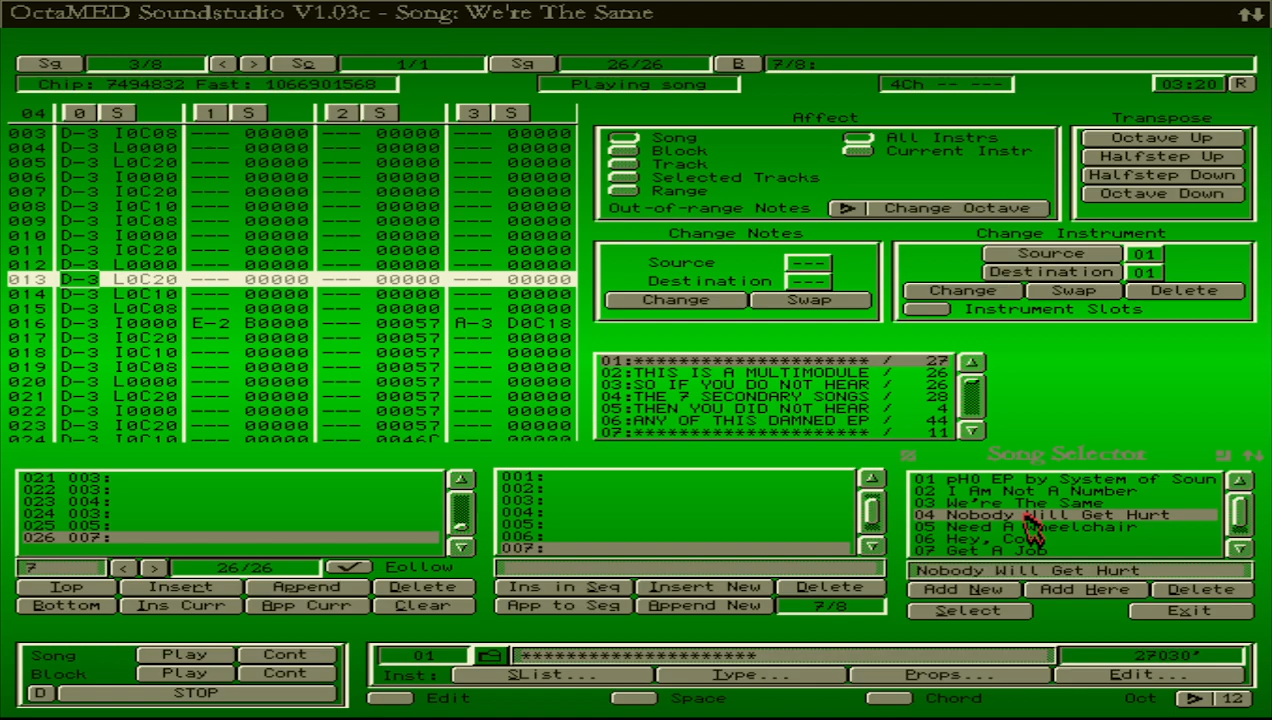 OctaMED Soundstudio V1.03c - Song: We're The Same
Sg 3/8 < > Sq 1/1 Sg 26/26 B 7/8:
Chip: 7494832 Fast: 1066901568 Playing song 4Ch -- --- 03:20 R
04 0 S 1 S 2 S 3 S
003 D-3 I0C08 --- 00000 --- 00000 --- 00000
004 D-3 L0000 --- 00000 --- 00000 --- 00000
005 D-3 L0C20 --- 00000 --- 00000 --- 00000
006 D-3 I0000 --- 00000 --- 00000 --- 00000
007 D-3 I0C20 --- 00000 --- 00000 --- 00000
008 D-3 I0C10 --- 00000 --- 00000 --- 00000
009 D-3 I0C08 --- 00000 --- 00000 --- 00000
010 D-3 I0000 --- 00000 --- 00000 --- 00000
011 D-3 I0C20 --- 00000 --- 00000 --- 00000
012 D-3 L0000 --- 00000 --- 00000 --- 00000
013 D-3 L0C20 --- 00000 --- 00000 --- 00000
014 D-3 L0C10 --- 00000 --- 00000 --- 00000
015 D-3 L0C08 --- 00000 --- 00000 --- 00000
016 D-3 I0000 E-2 B0000 --- 00057 A-3 D0C18
017 D-3 I0C20 --- 00000 --- 00057 --- 00000
018 D-3 I0C10 --- 00000 --- 00057 --- 00000
019 D-3 I0C08 --- 00000 --- 00057 --- 00000
020 D-3 L0000 --- 00000 --- 00057 --- 00000
021 D-3 L0C20 --- 00000 --- 00057 --- 00000
022 D-3 I0000 --- 00000 --- 00057 --- 00000
023 D-3 I0C20 --- 00000 --- 00057 --- 00000
024 D-3 I0C10 --- 00000 --- 0046C --- 00000
Affect
Song
Block
Track
Selected Tracks
Range
All Instrs
Current Instr
Out-of-range Notes Change Octave
Transpose
Octave Up
Halfstep Up
Halfstep Down
Octave Down
Change Notes
Source ---
Destination ---
Change Swap
Change Instrument
Source 01
Destination 01
Change Swap Delete
Instrument Slots
01:******************** / 27
02:THIS IS A MULTIMODULE / 26
03:SO IF YOU DO NOT HEAR / 26
04:THE 7 SECONDARY SONGS / 28
05:THEN YOU DID NOT HEAR / 4
06:ANY OF THIS DAMNED EP / 44
07:******************** / 11
021 003:
022 003:
023 004:
024 003:
025 005:
026 007:
7 < > 26/26 Follow
Top Insert Append Delete
Bottom Ins Curr App Curr Clear
001:
002:
003:
004:
005:
006:
007:
Ins in Seq Insert New Delete
App to Seq Append New 7/8
Song Selector
01 pH0 EP by System of Soun
02 I Am Not A Number
03 We're The Same
04 Nobody Will Get Hurt
05 Need A Wheelchair
06 Hey,
07 Get A Job
Nobody Will Get Hurt
Add New Add Here Delete
Select Exit
Song Play Cont
Block Play Cont
D STOP
01 ******************** 27030*
Inst: SList... Type... Props... Edit...
Edit Space Chord Oct 12